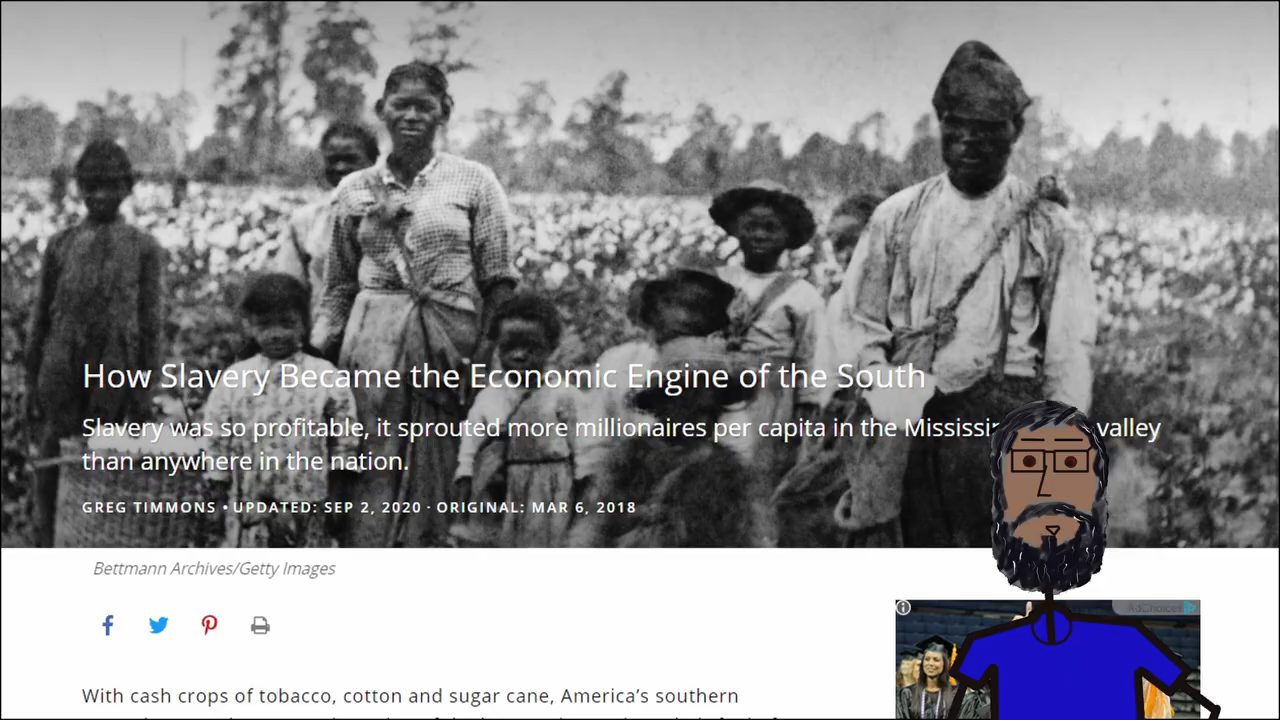 How Slavery Became the Economic Engine of the South
Slavery was so profitable, it sprouted more millionaires per capita in the valley
than anywhere in the nation.
GREG TIMMONS • UPDATED: SEP 2, 2020 · ORIGINAL: MAR 6, 2018
Bettmann Archives/Getty Images
AdChoices
With cash crops of tobacco, cotton and sugar cane, America's southern